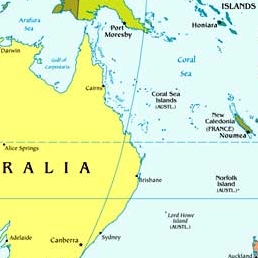 ISLANDS
Arafura
Sea
Port
Moresby
Honiara
Darwin
Gulf of
Carpentaria
Coral
Sea
Cairns
Coral Sea
Islands
(AUSTL.)
New
Caledonia
(FRANCE)
Noumea
Alice Springs
RALIA
Brisbane
Norfolk
Island
(AUSTL.)
Lord Howe
Island
(AUSTL.)
Adelaide
Canberra
Sydney
Auckland